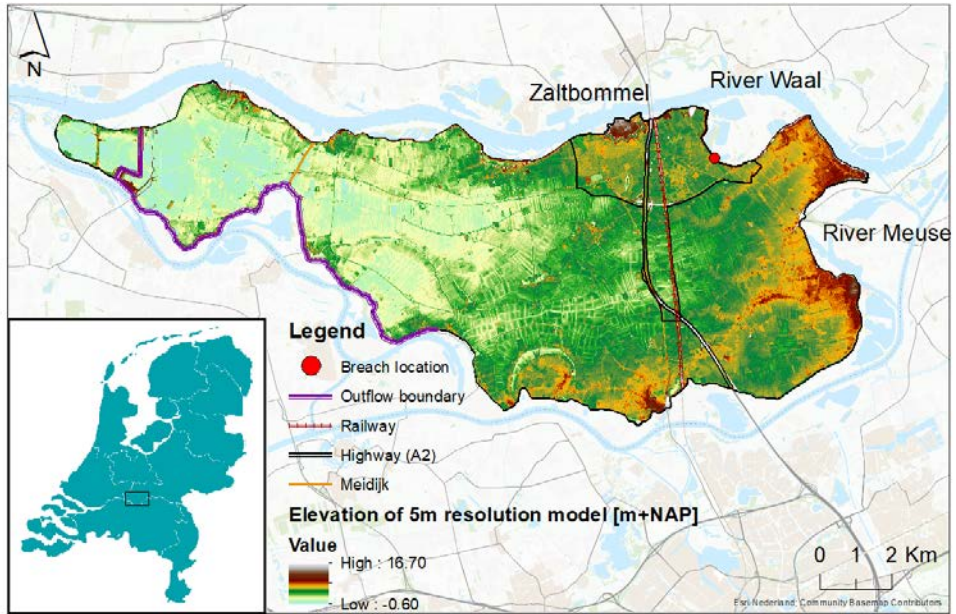 N
Zaltbommel
River Waal
River Meuse
Legend
Breach location
Outflow boundary
Railway
Highway (A2)
Meidijk
Elevation of 5m resolution model [m+NAP]
Value
High : 16.70
Low : -0.60
0 1 2 Km
Esri Nederland, Community Basemap Contributors